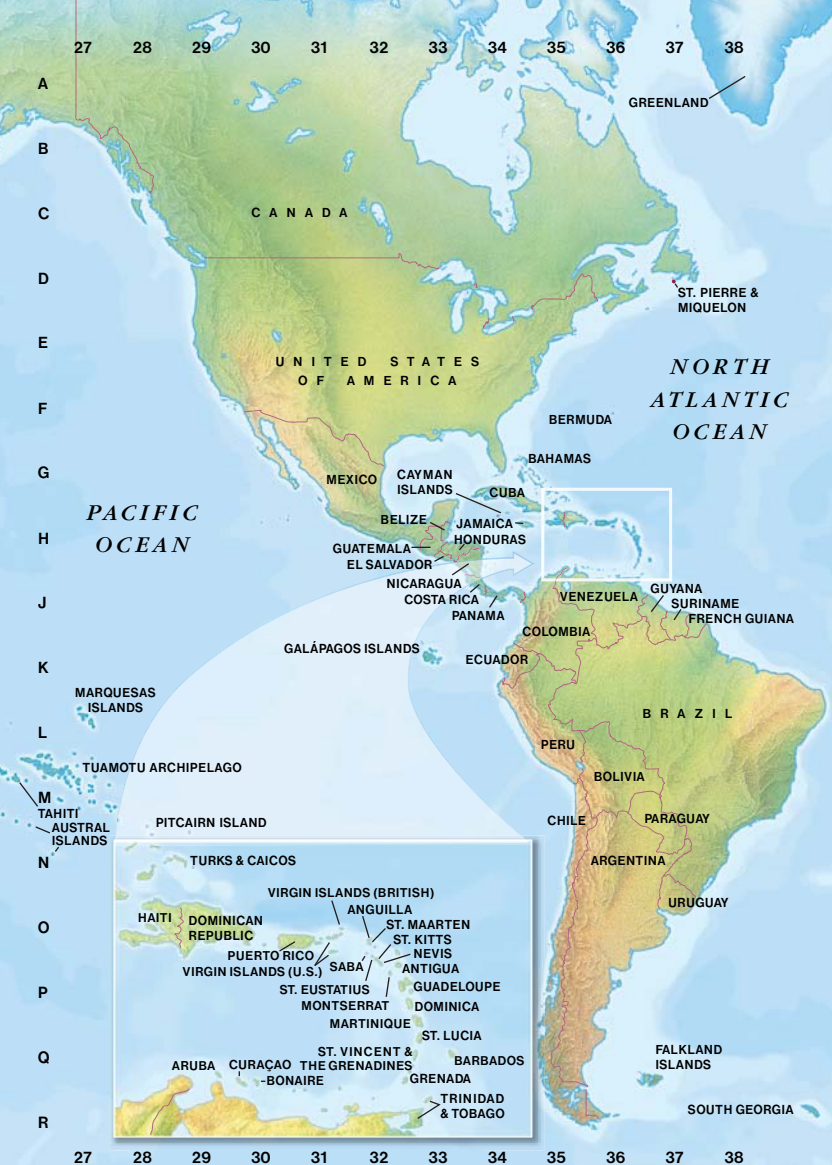 27 28 29 30 31 32 33 34 35 36 37 38
A
GREENLAND
B
C
CANADA
D
ST. PIERRE &
MIQUELON
E
UNITED STATES
OF AMERICA
NORTH
ATLANTIC
OCEAN
F
BERMUDA
BAHAMAS
G
MEXICO
CAYMAN
ISLANDS
CUBA
PACIFIC
OCEAN
BELIZE
JAMAICA
H
HONDURAS
GUATEMALA
EL SALVADOR
NICARAGUA
COSTA RICA
PANAMA
J
VENEZUELA
GUYANA
SURINAME
FRENCH GUIANA
COLOMBIA
GALÁPAGOS ISLANDS
ECUADOR
K
MARQUESAS
ISLANDS
BRAZIL
L
PERU
TUAMOTU ARCHIPELAGO
BOLIVIA
M
TAHITI
AUSTRAL
ISLANDS
PITCAIRN ISLAND
CHILE
PARAGUAY
N
ARGENTINA
TURKS & CAICOS
VIRGIN ISLANDS (BRITISH)
URUGUAY
ANGUILLA
HAITI
DOMINICAN
REPUBLIC
ST. MAARTEN
O
ST. KITTS
NEVIS
PUERTO RICO
VIRGIN ISLANDS (U.S.)
SABA
ANTIGUA
ST. EUSTATIUS
GUADELOUPE
P
MONTSERRAT
DOMINICA
MARTINIQUE
ST. LUCIA
ST. VINCENT &
THE GRENADINES
Q
BARBADOS
FALKLAND
ISLANDS
ARUBA
CURAÇAO
BONAIRE
GRENADA
TRINIDAD
& TOBAGO
SOUTH GEORGIA
R
27 28 29 30 31 32 33 34 35 36 37 38